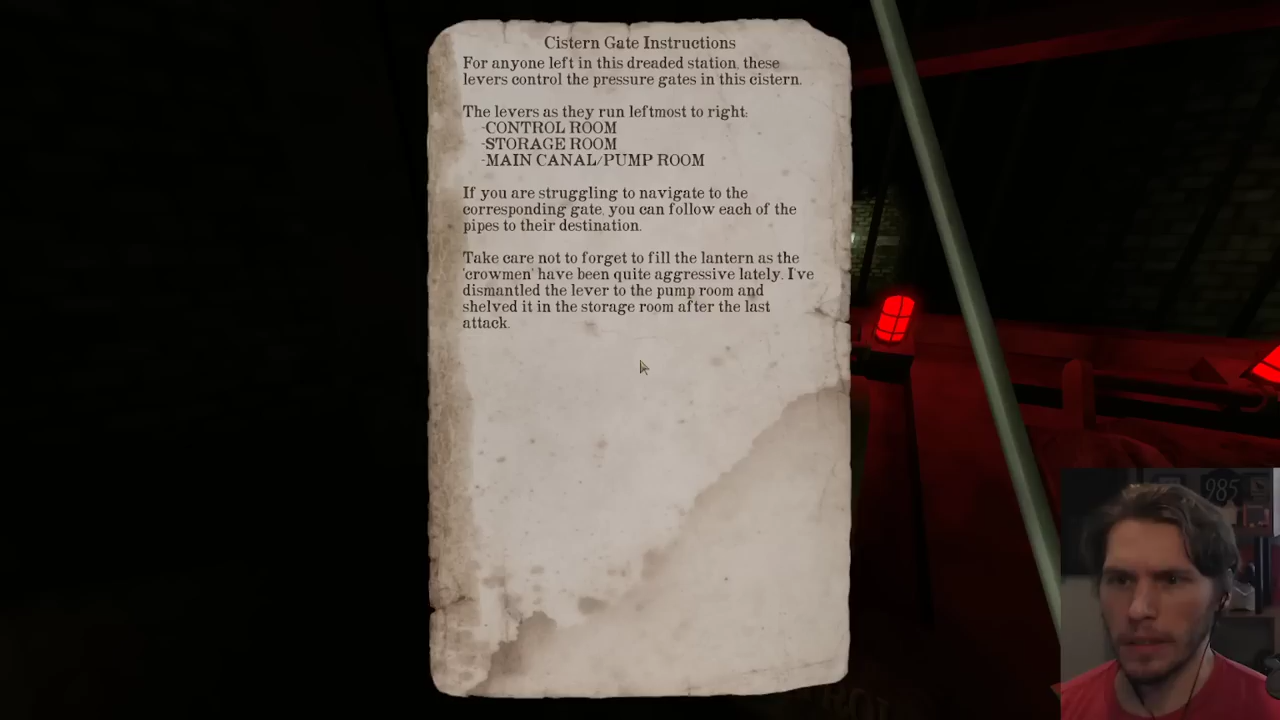 Cistern Gate Instructions
For anyone left in this dreaded station, these
levers control the pressure gates in this cistern.
The levers as they run leftmost to right:
-CONTROL ROOM
-STORAGE ROOM
-MAIN CANAL/PUMP ROOM
If you are struggling to navigate to the
corresponding gate, you can follow each of the
pipes to their destination.
Take care not to forget to fill the lantern as the
'crowmen' have been quite aggressive lately. I've
dismantled the lever to the pump room and
shelved it in the storage room after the last
attack.
985